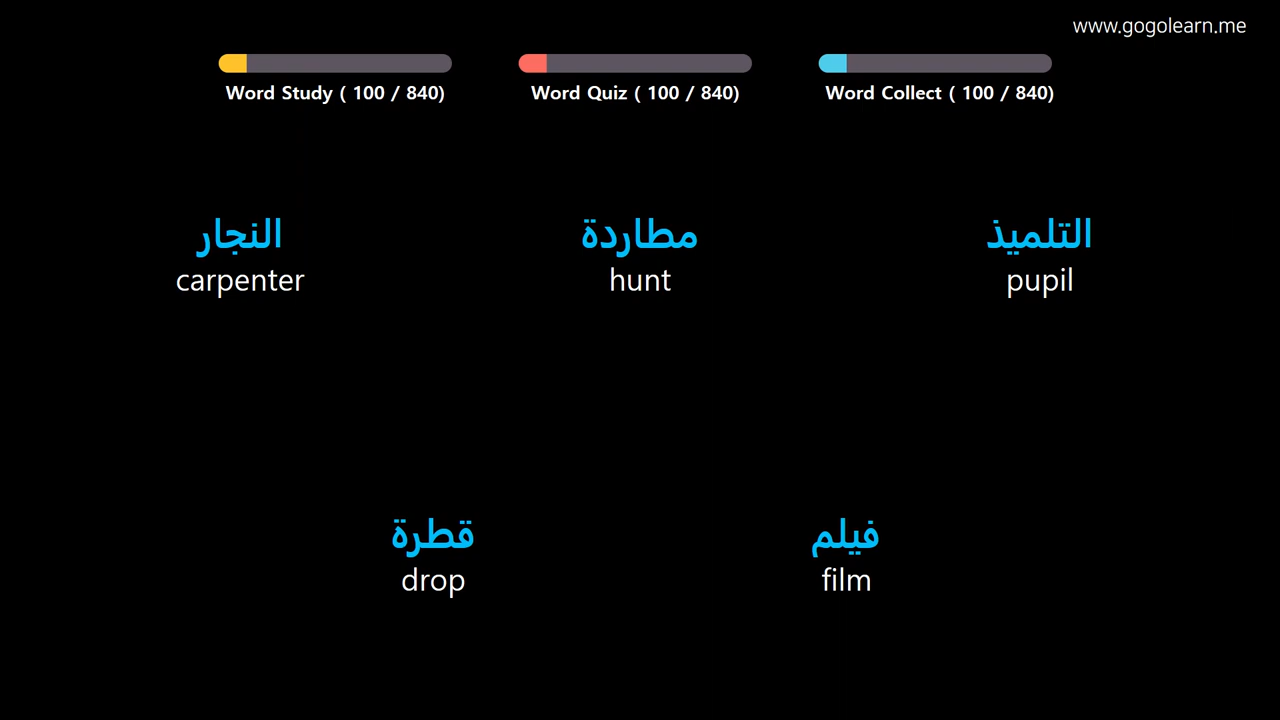 www.gogolearn.me
Word Study ( 100 / 840)
Word Quiz ( 100 / 840)
Word Collect ( 100 / 840)
النجار
carpenter
مطاردة
hunt
التلميذ
pupil
قطرة
drop
فيلم
film